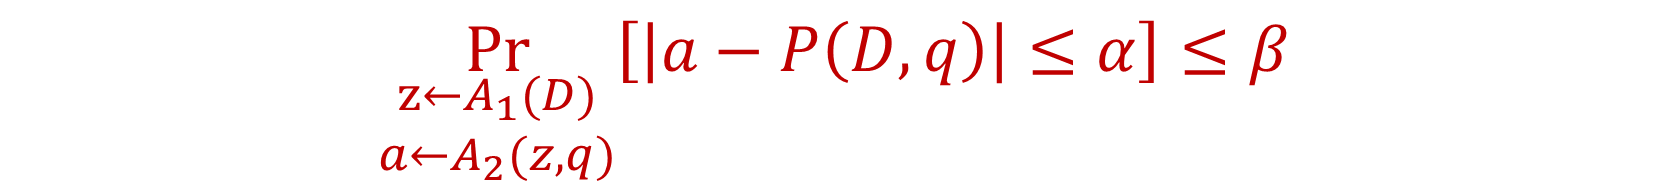 Pr [|a − P(D, q)| ≤ α] ≤ β
z←A₁(D)
a←A₂(z,q)